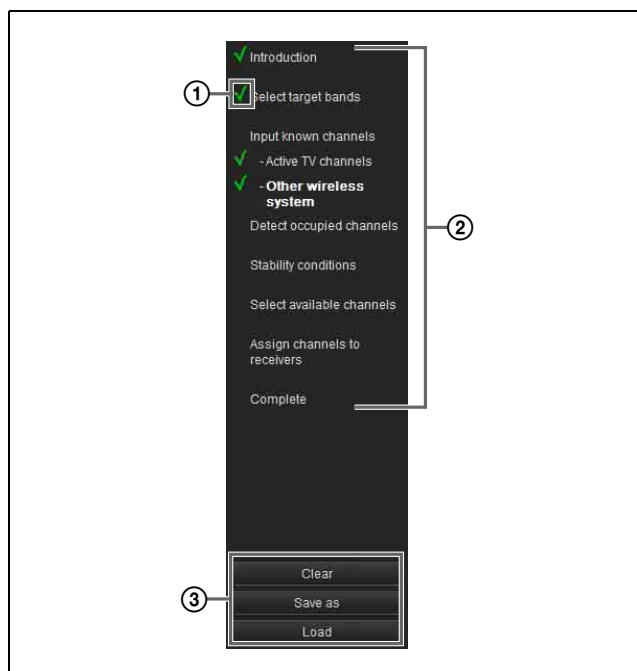 Introduction
①
Select target bands
Input known channels
- Active TV channels
- Other wireless
system
②
Detect occupied channels
Stability conditions
Select available channels
Assign channels to
receivers
Complete
Clear
③
Save as
Load